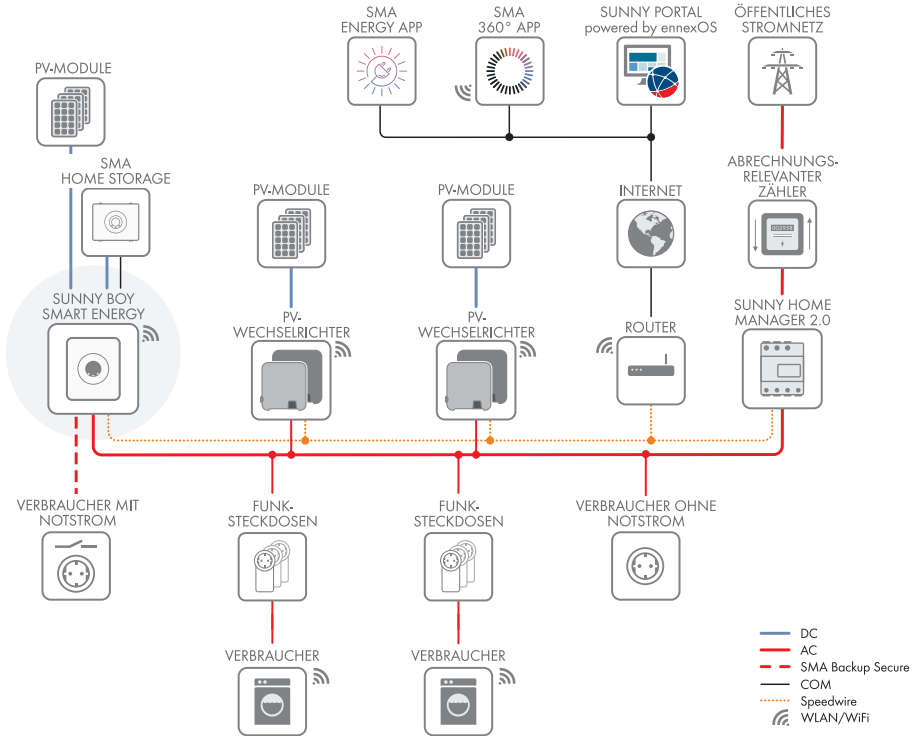 SMA
ENERGY APP
SMA
360° APP
SUNNY PORTAL
powered by ennexOS
ÖFFENTLICHES
STROMNETZ
PV-MODULE
SMA
HOME STORAGE
PV-MODULE
PV-MODULE
INTERNET
ABRECHNUNGS-
RELEVANTER
ZÄHLER
SUNNY BOY
SMART ENERGY
PV-
WECHSELRICHTER
PV-
WECHSELRICHTER
ROUTER
SUNNY HOME
MANAGER 2.0
VERBRAUCHER MIT
NOTSTROM
FUNK-
STECKDOSEN
FUNK-
STECKDOSEN
VERBRAUCHER OHNE
NOTSTROM
VERBRAUCHER
VERBRAUCHER
DC
AC
SMA Backup Secure
COM
Speedwire
WLAN/WiFi